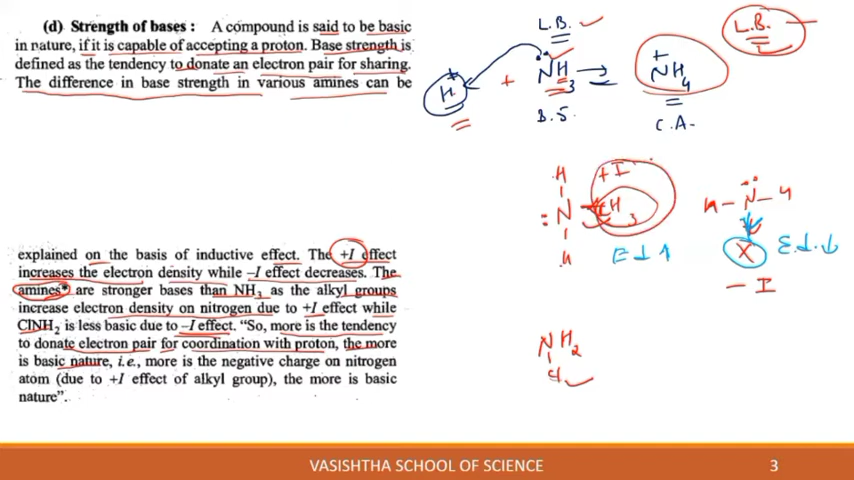 (d) Strength of bases : A compound is said to be basic
in nature, if it is capable of accepting a proton. Base strength is
defined as the tendency to donate an electron pair for sharing.
The difference in base strength in various amines can be
explained on the basis of inductive effect. The +I effect
increases the electron density while –I effect decreases. The
amines* are stronger bases than NH3 as the alkyl groups
increase electron density on nitrogen due to +I effect while
ClNH2 is less basic due to –I effect. “So, more is the tendency
to donate electron pair for coordination with proton, the more
is basic nature, i.e., more is the negative charge on nitrogen
atom (due to +I effect of alkyl group), the more is basic
nature”.
L.B.
L.B.
H+ + NH3 → +NH4
B.S.
C.A.
H +I
N CH3
H
H – N – H
E.d ↑
X E.d. ↓
– I
NH2
Cl
VASISHTHA SCHOOL OF SCIENCE 3